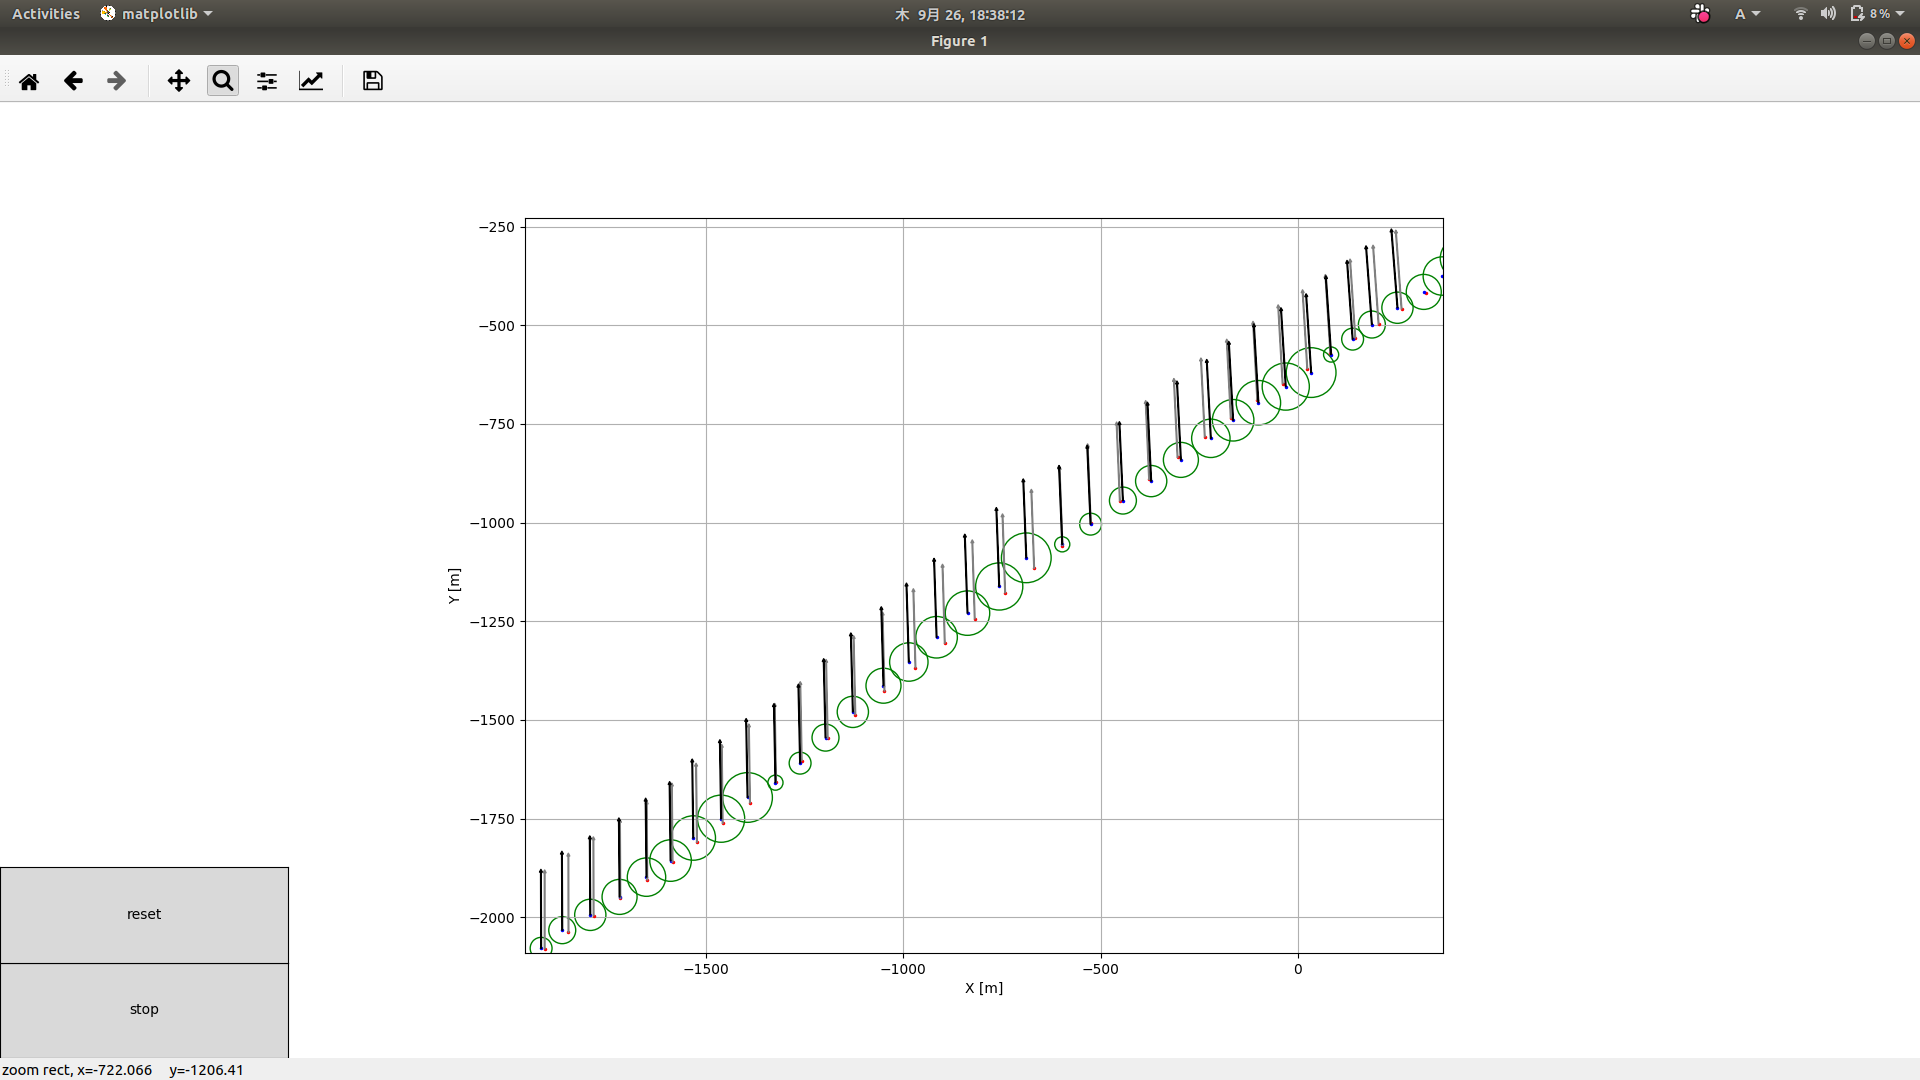 Activities matplotlib 木 9月 26, 18:38:12 A 8%
Figure 1
−250
−500
−750
−1000
−1250
−1500
−1750
−2000
Y [m]
−1500 −1000 −500 0
X [m]
reset
stop
zoom rect, x=-722.066 y=-1206.41